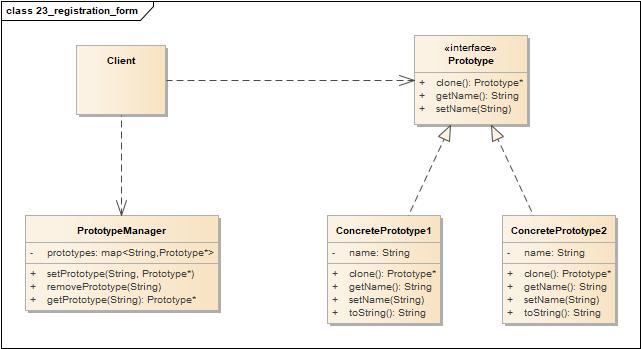 class 23_registration_form
Client
«interface»
Prototype
+ clone(): Prototype*
+ getName(): String
+ setName(String)
PrototypeManager
- prototypes: map<String,Prototype*>
+ setPrototype(String, Prototype*)
+ removePrototype(String)
+ getPrototype(String): Prototype*
ConcretePrototype1
- name: String
+ clone(): Prototype*
+ getName(): String
+ setName(String)
+ toString(): String
ConcretePrototype2
- name: String
+ clone(): Prototype*
+ getName(): String
+ setName(String)
+ toString(): String